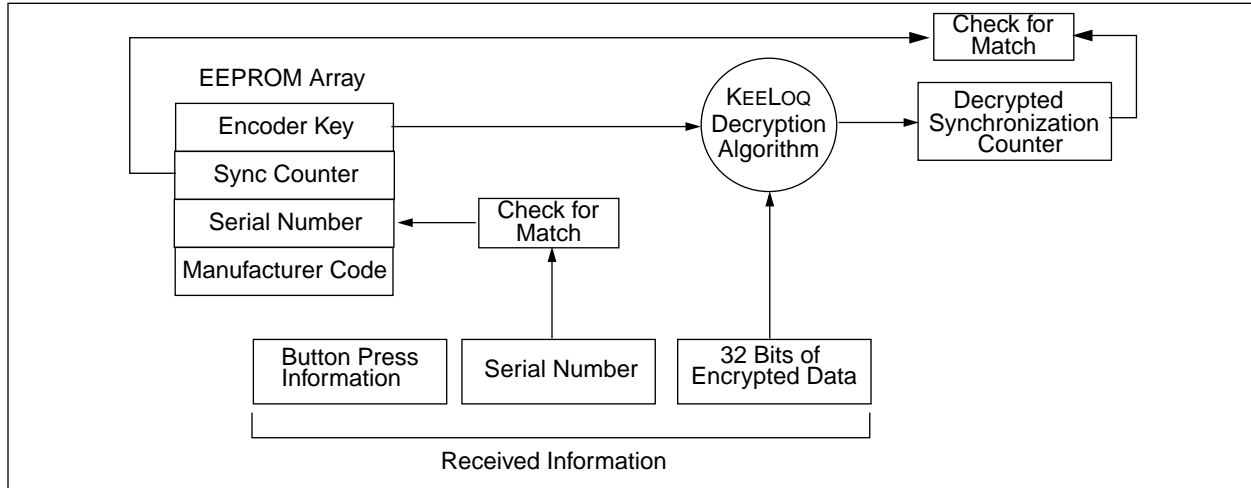 Check for
Match
EEPROM Array
KEELOQ
Decryption
Algorithm
Decrypted
Synchronization
Counter
Encoder Key
Sync Counter
Serial Number
Manufacturer Code
Check for
Match
Button Press
Information
Serial Number
32 Bits of
Encrypted Data
Received Information